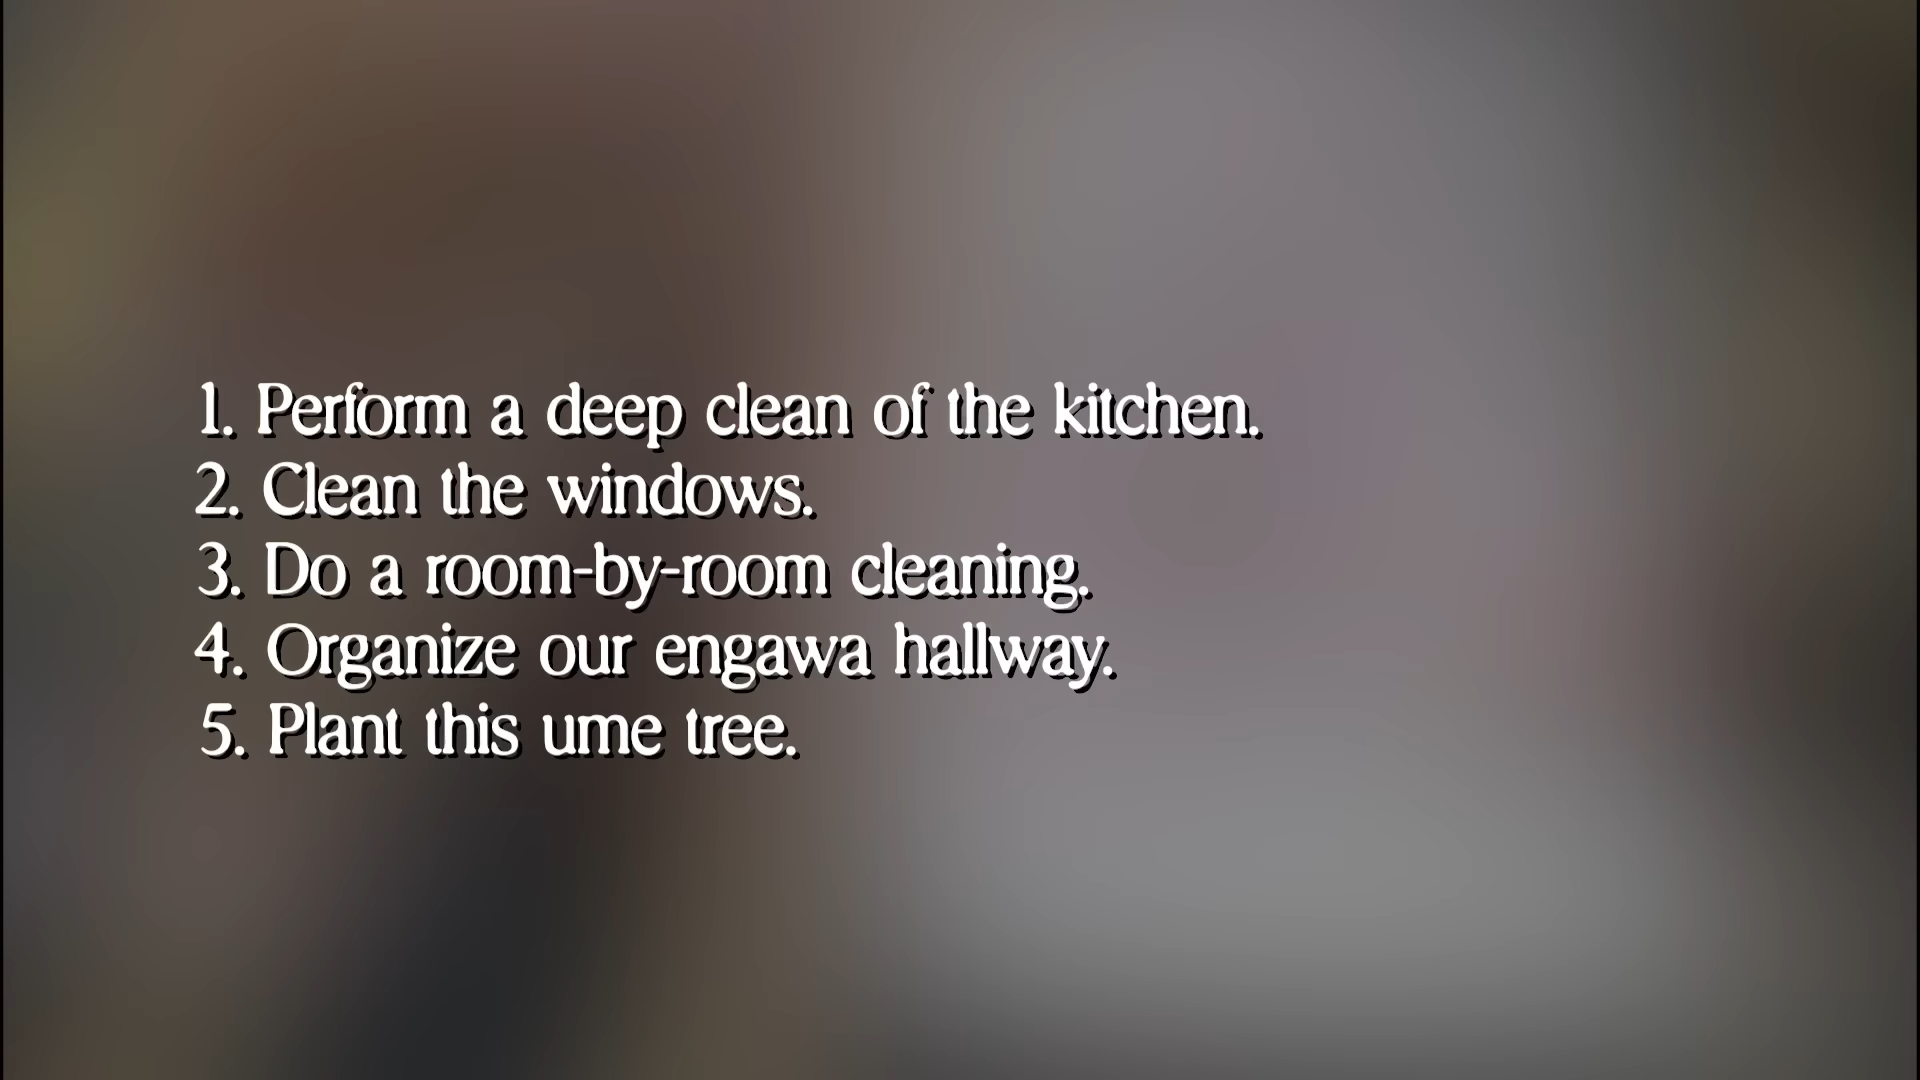 1. Perform a deep clean of the kitchen.
2. Clean the windows.
3. Do a room-by-room cleaning.
4. Organize our engawa hallway.
5. Plant this ume tree.